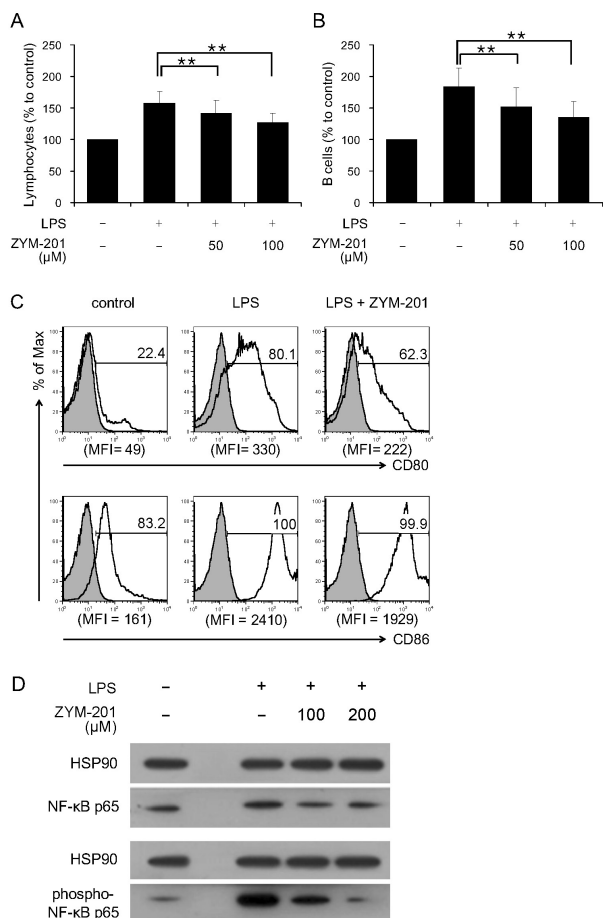 A
B
** **
** **
Lymphocytes (% to control)
250
200
150
100
50
0
B cells (% to control)
250
200
150
100
50
0
LPS – + + +
ZYM-201 – – 50 100
(µM)
LPS – + + +
ZYM-201 – – 50 100
(µM)
C
control LPS LPS + ZYM-201
% of Max
22.4 80.1 62.3
(MFI= 49) (MFI= 330) (MFI= 222)
CD80
83.2 100 99.9
(MFI = 161) (MFI= 2410) (MFI= 1929)
CD86
D
LPS – + + +
ZYM-201 – – 100 200
(µM)
HSP90
NF-κB p65
HSP90
phospho-
NF-κB p65